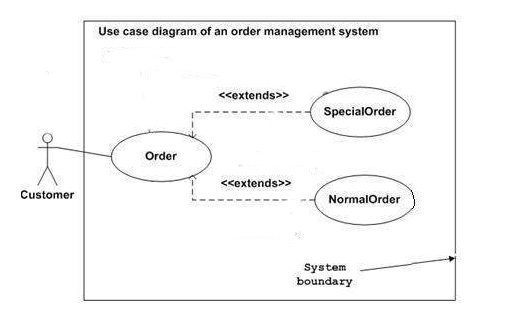 Use case diagram of an order management system
<<extends>>
SpecialOrder
Order
Customer
<<extends>>
NormalOrder
System
boundary